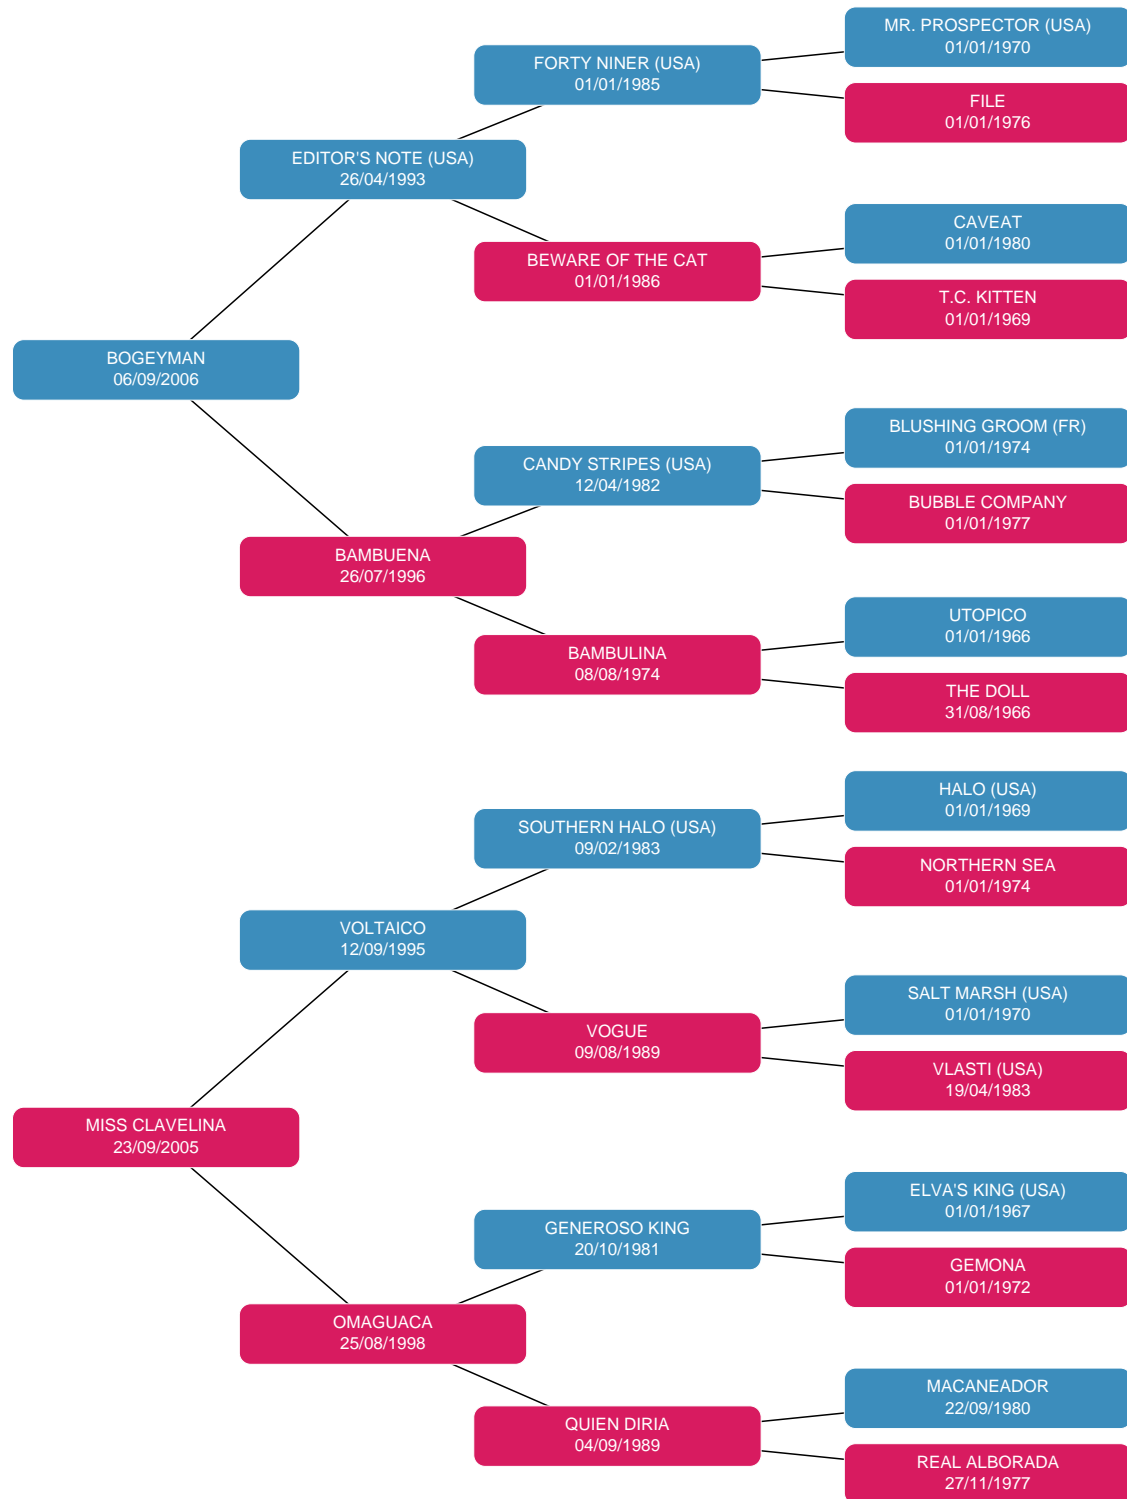 MR. PROSPECTOR (USA)
01/01/1970
FORTY NINER (USA)
01/01/1985
FILE
01/01/1976
EDITOR'S NOTE (USA)
26/04/1993
CAVEAT
01/01/1980
BEWARE OF THE CAT
01/01/1986
T.C. KITTEN
01/01/1969
BOGEYMAN
06/09/2006
BLUSHING GROOM (FR)
01/01/1974
CANDY STRIPES (USA)
12/04/1982
BUBBLE COMPANY
01/01/1977
BAMBUENA
26/07/1996
UTOPICO
01/01/1966
BAMBULINA
08/08/1974
THE DOLL
31/08/1966
HALO (USA)
01/01/1969
SOUTHERN HALO (USA)
09/02/1983
NORTHERN SEA
01/01/1974
VOLTAICO
12/09/1995
SALT MARSH (USA)
01/01/1970
VOGUE
09/08/1989
VLASTI (USA)
19/04/1983
MISS CLAVELINA
23/09/2005
ELVA'S KING (USA)
01/01/1967
GENEROSO KING
20/10/1981
GEMONA
01/01/1972
OMAGUACA
25/08/1998
MACANEADOR
22/09/1980
QUIEN DIRIA
04/09/1989
REAL ALBORADA
27/11/1977